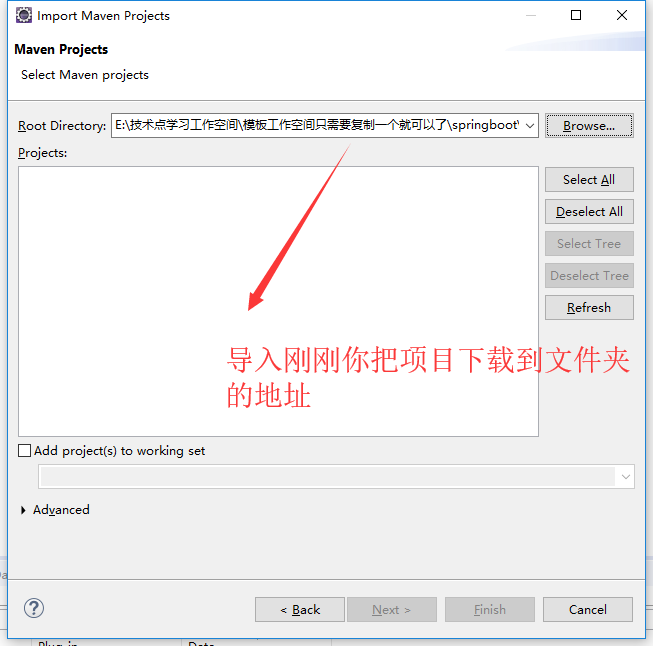 Import Maven Projects
Maven Projects
Select Maven projects
Root Directory: E:\技术点学习工作空间\模板工作空间只需要复制一个就可以了\springboot\ Browse...
Projects:
Select All
Deselect All
Select Tree
Deselect Tree
Refresh
导入刚刚你把项目下载到文件夹
的地址
Add project(s) to working set
Advanced
< Back Next > Finish Cancel
Plug-in Date